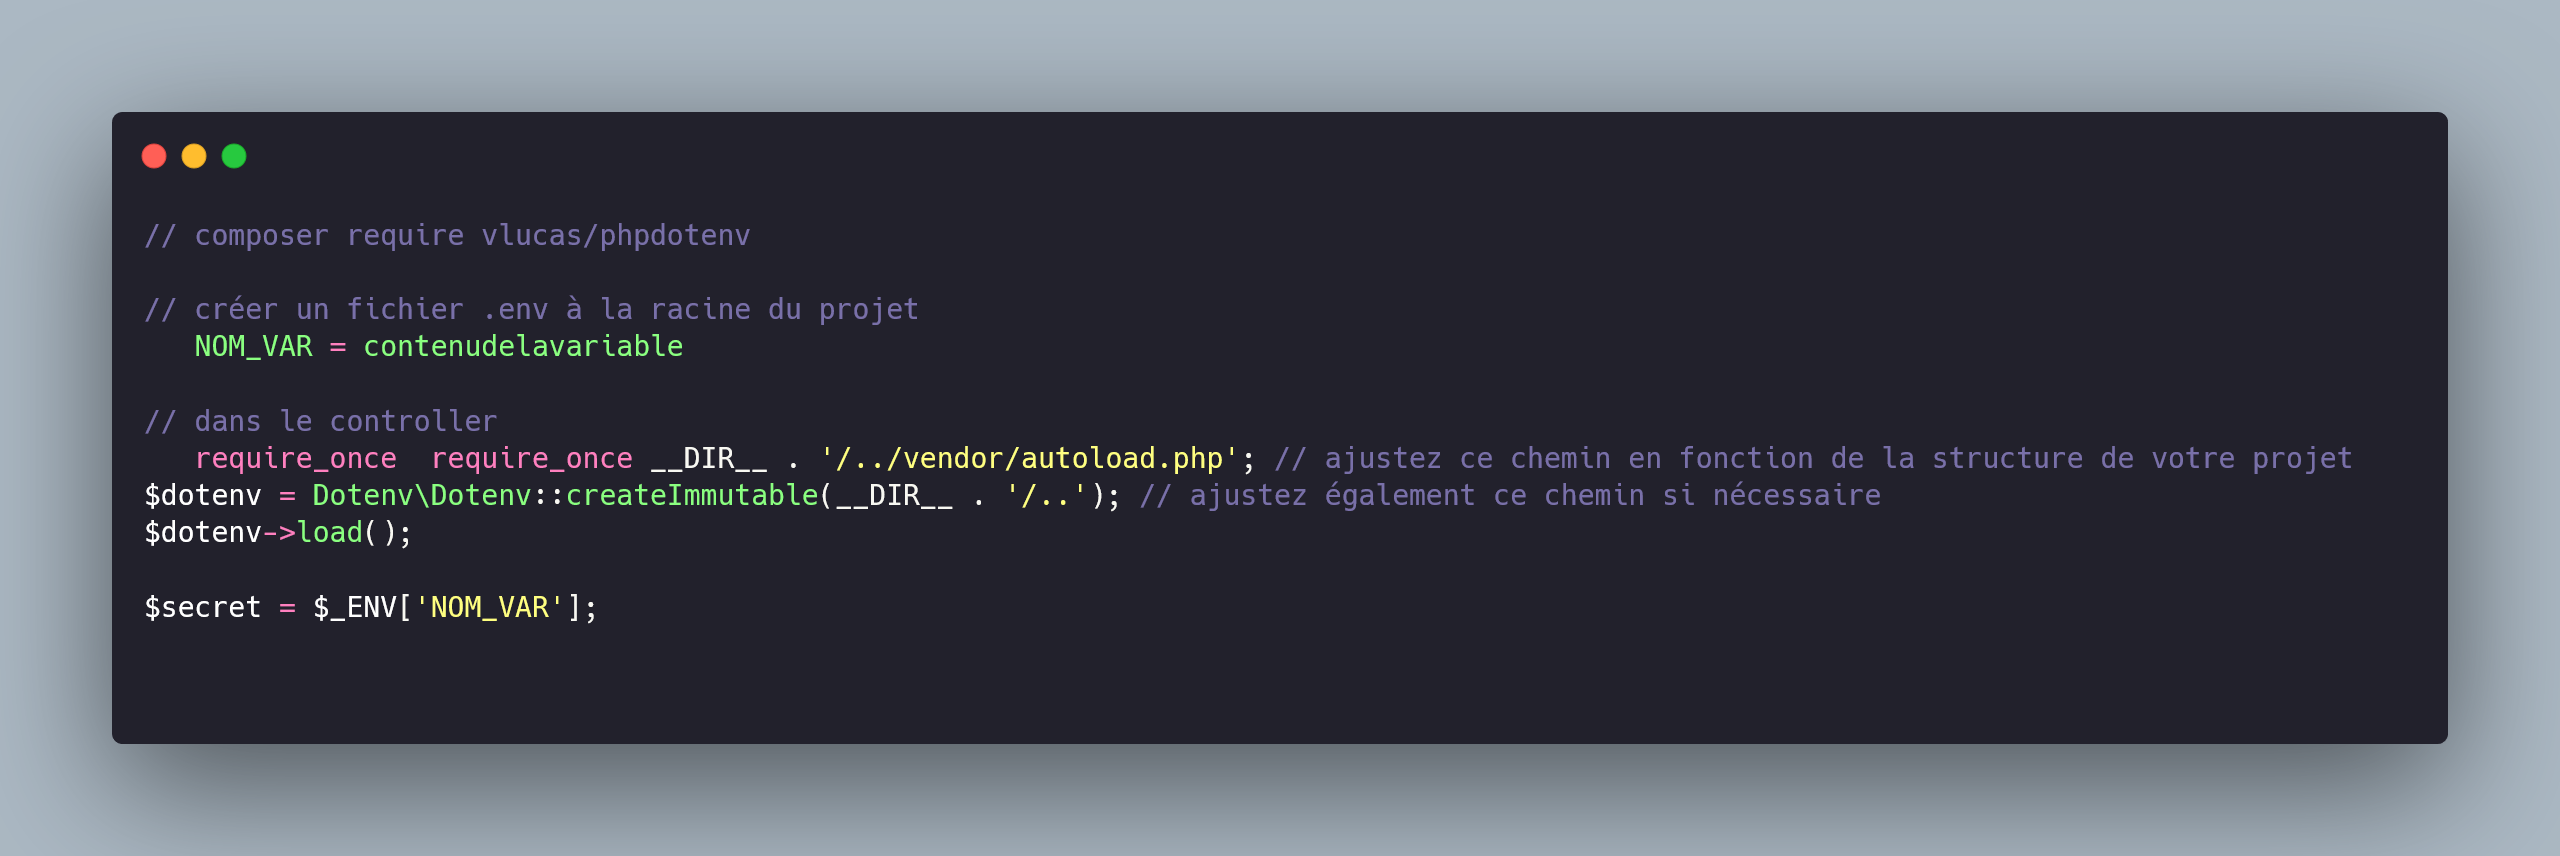 // composer require vlucas/phpdotenv
// créer un fichier .env à la racine du projet
NOM_VAR = contenudelavariable
// dans le controller
require_once  require_once __DIR__ . '/../vendor/autoload.php'; // ajustez ce chemin en fonction de la structure de votre projet
$dotenv = Dotenv\Dotenv::createImmutable(__DIR__ . '/..'); // ajustez également ce chemin si nécessaire
$dotenv->load();
$secret = $_ENV['NOM_VAR'];